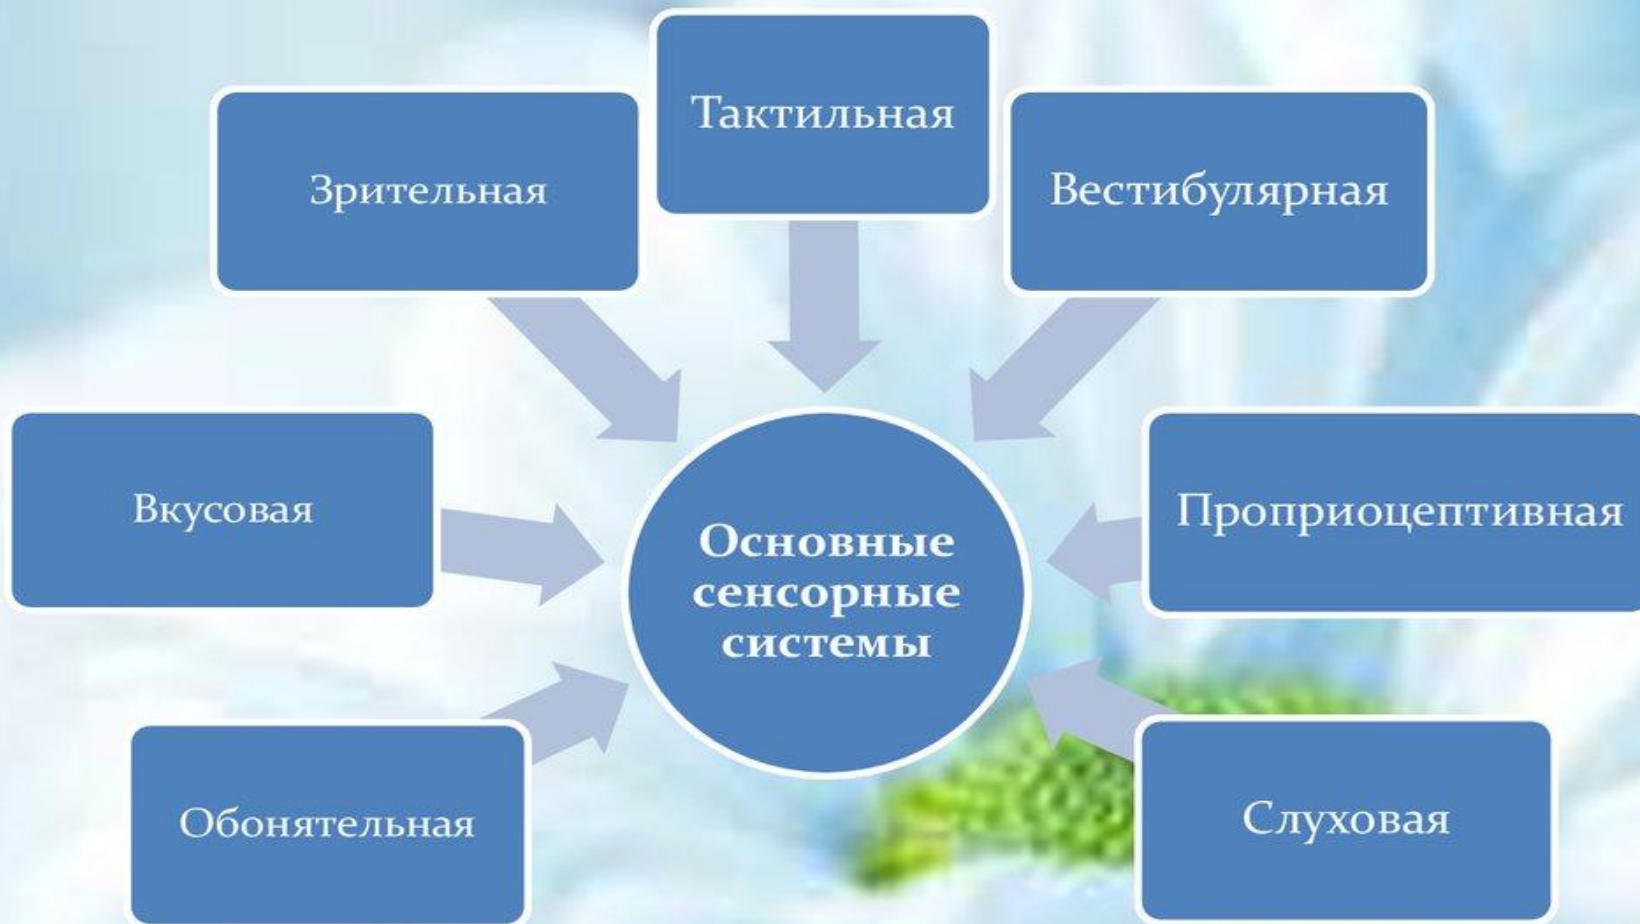 Тактильная
Зрительная
Вестибулярная
Вкусовая
Проприоцептивная
Основные
сенсорные
системы
Обонятельная
Слуховая